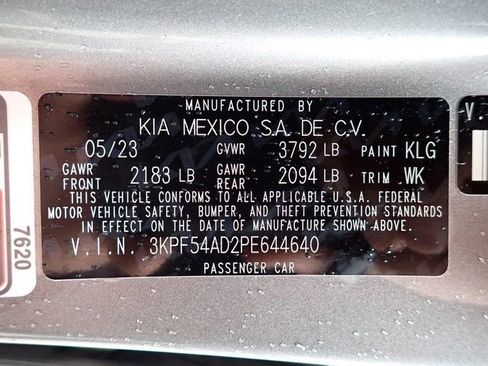 MANUFACTURED BY
KIA MEXICO S.A. DE C.V.
05/23 GVWR 3792 LB PAINT KLG
GAWR FRONT 2183 LB GAWR REAR 2094 LB TRIM WK
THIS VEHICLE CONFORMS TO ALL APPLICABLE U.S.A. FEDERAL
MOTOR VEHICLE SAFETY, BUMPER, AND THEFT PREVENTION STANDARDS
IN EFFECT ON THE DATE OF MANUFACTURE SHOWN ABOVE.
V.I.N. 3KPF54AD2PE644640
PASSENGER CAR
7620
V.